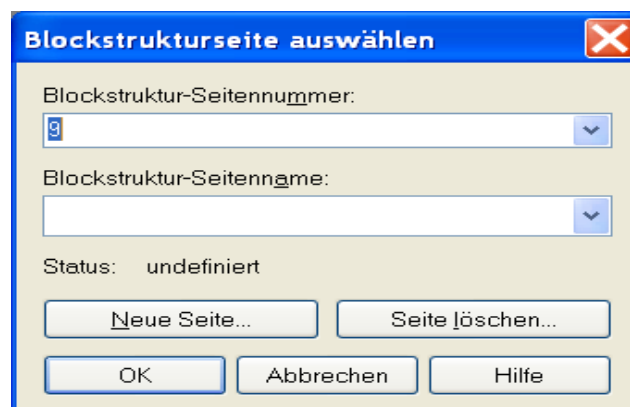 Blockstrukturseite auswählen
Blockstruktur-Seitennummer:
9
Blockstruktur-Seitenname:
Status: undefiniert
Neue Seite... Seite löschen...
OK Abbrechen Hilfe